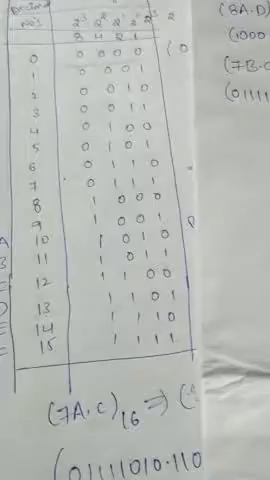 Decimal
No's 2³ 2² 2 2³ 2
8 4 2 1
0 0 0 0 0 (0
1 0 0 0 1
2 0 0 1 0
3 0 0 1 1
4 0 1 0 0
5 0 1 0 1
6 0 1 1 0
7 0 1 1 1
8 1 0 0 0
9 1 0 0 1
10 1 0 1 0
11 1 0 1 1
12 1 1 0 0
13 1 1 0 1
14 1 1 1 0
15 1 1 1 1
(7A.C)₁₆ ⇒ (
(01111010.110
(8A.D)
(1000
(7B.C
(01111